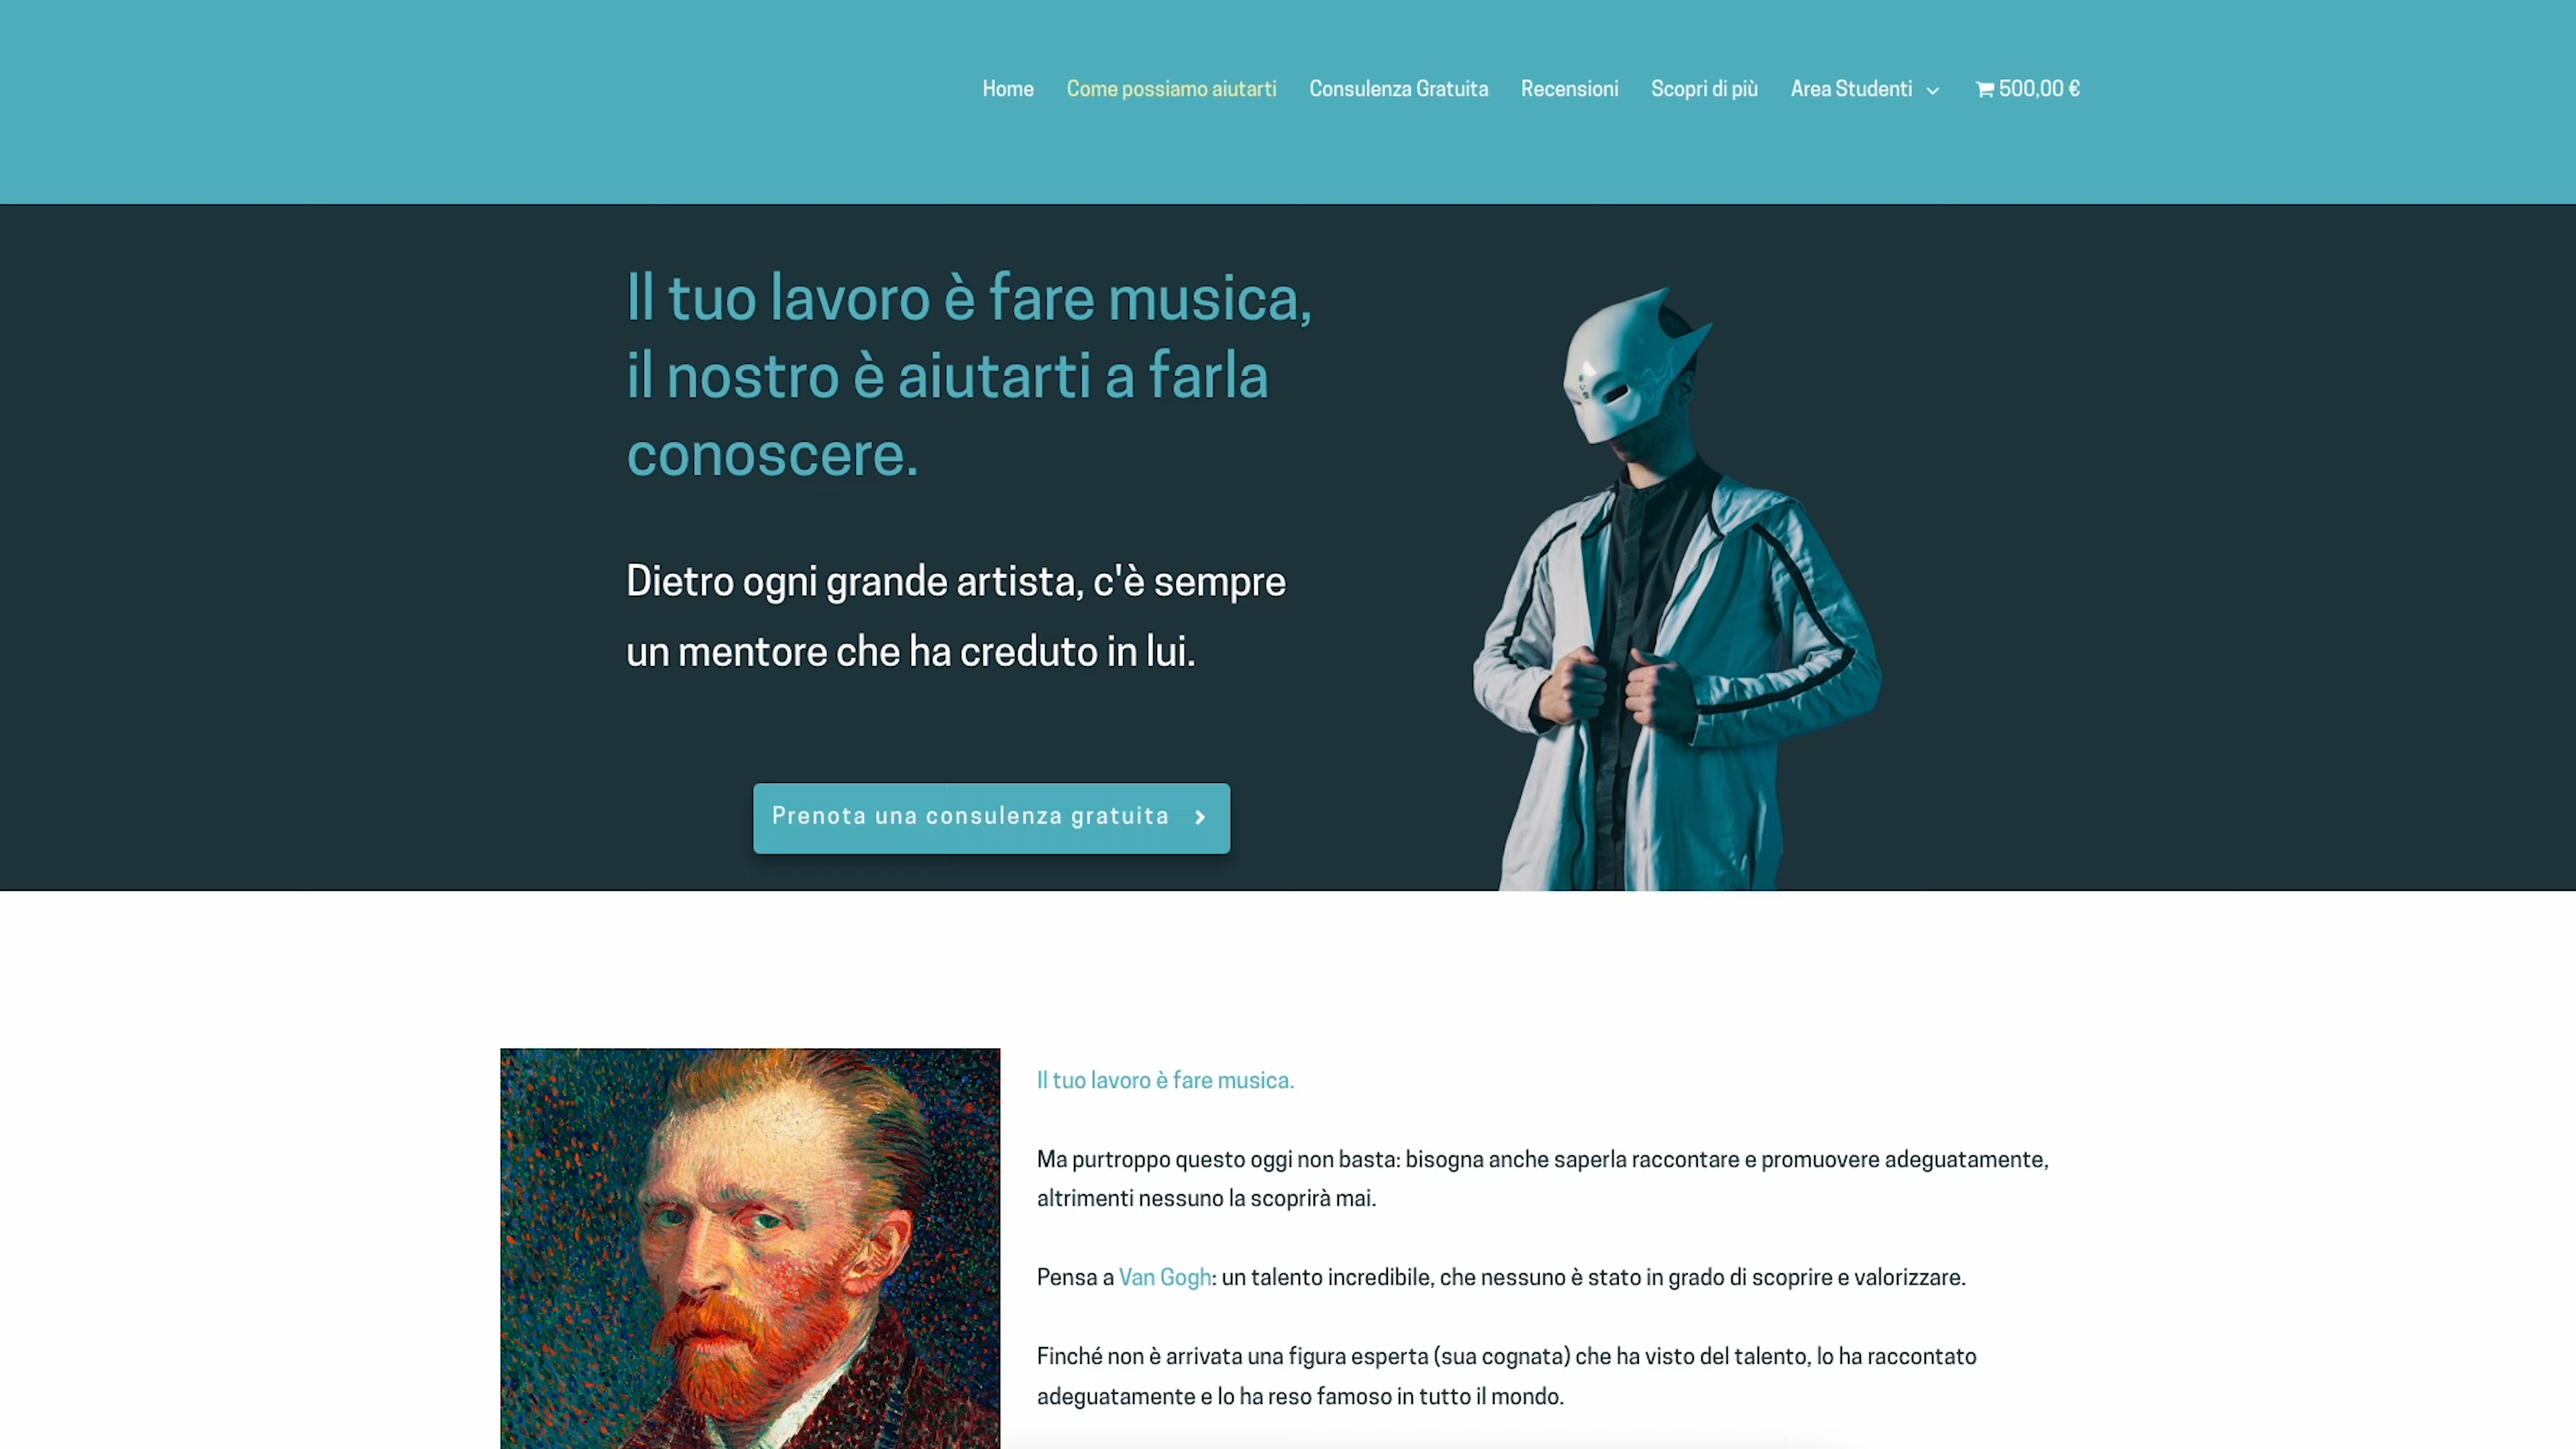 Home Come possiamo aiutarti Consulenza Gratuita Recensioni Scopri di più Area Studenti 500,00 €
Il tuo lavoro è fare musica,
il nostro è aiutarti a farla
conoscere.
Dietro ogni grande artista, c'è sempre
un mentore che ha creduto in lui.
Prenota una consulenza gratuita
Il tuo lavoro è fare musica.
Ma purtroppo questo oggi non basta: bisogna anche saperla raccontare e promuovere adeguatamente,
altrimenti nessuno la scoprirà mai.
Pensa a Van Gogh: un talento incredibile, che nessuno è stato in grado di scoprire e valorizzare.
Finché non è arrivata una figura esperta (sua cognata) che ha visto del talento, lo ha raccontato
adeguatamente e lo ha reso famoso in tutto il mondo.